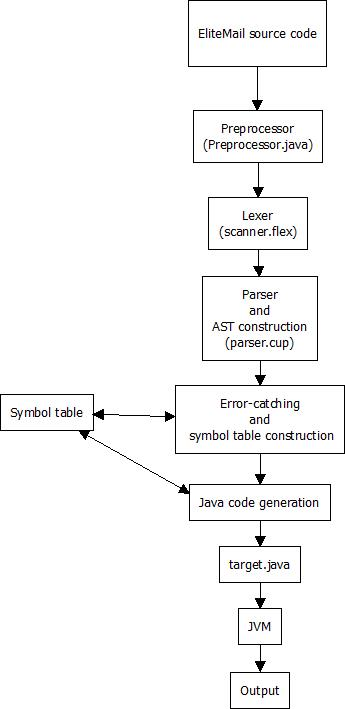 EliteMail source code
Preprocessor
(Preprocessor.java)
Lexer
(scanner.flex)
Parser
and
AST construction
(parser.cup)
Symbol table
Error-catching
and
symbol table construction
Java code generation
target.java
JVM
Output